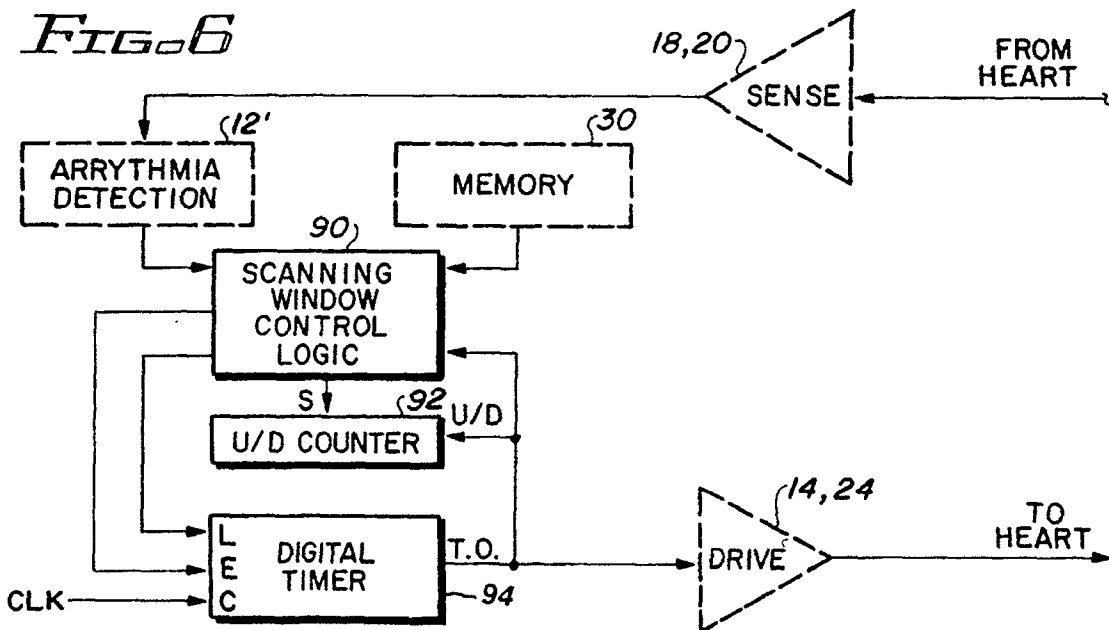 FIG. 6
18,20
FROM
HEART
SENSE
12'
ARRYTHMIA
DETECTION
30
MEMORY
90
SCANNING
WINDOW
CONTROL
LOGIC
S
92
U/D
U/D COUNTER
14,24
TO
HEART
L
E
C
DIGITAL
TIMER
T.O.
DRIVE
CLK
94